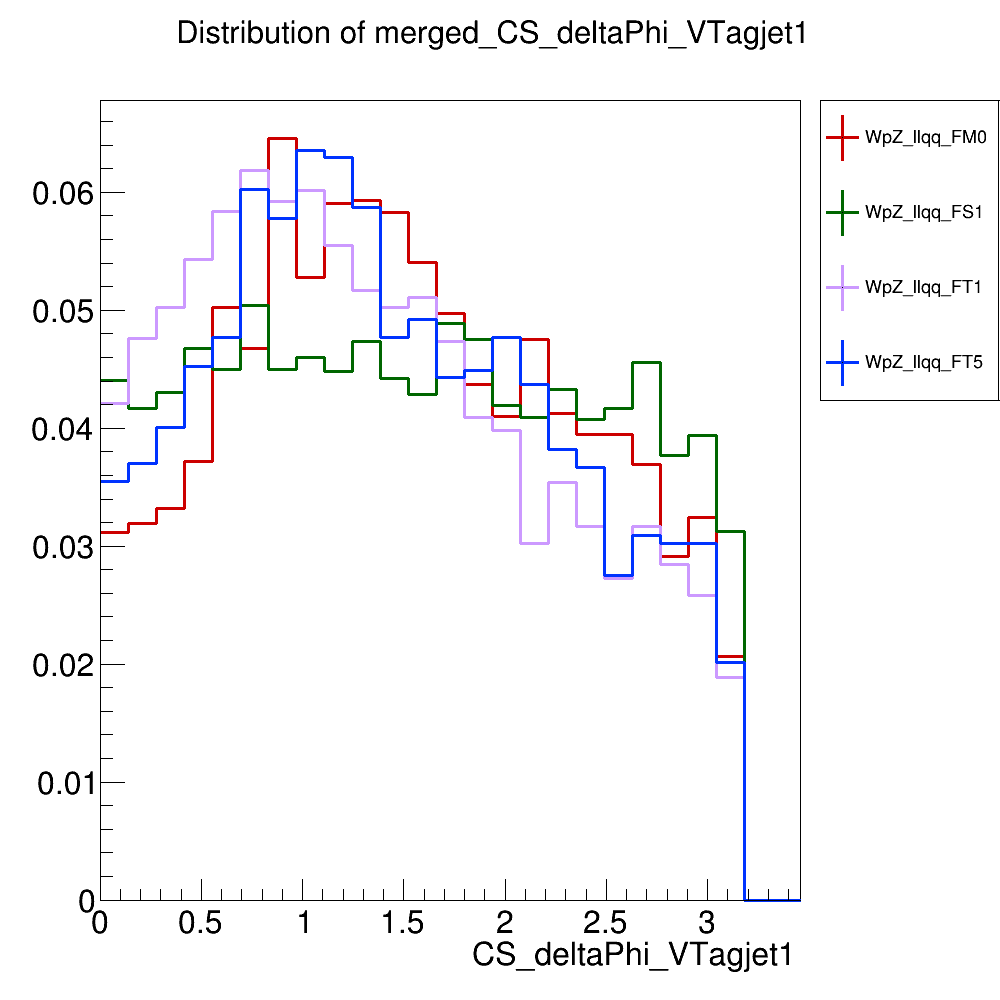 Distribution of merged_CS_deltaPhi_VTagjet1
WpZ_llqq_FM0
WpZ_llqq_FS1
WpZ_llqq_FT1
WpZ_llqq_FT5
0.06
0.05
0.04
0.03
0.02
0.01
0
0 0.5 1 1.5 2 2.5 3
CS_deltaPhi_VTagjet1